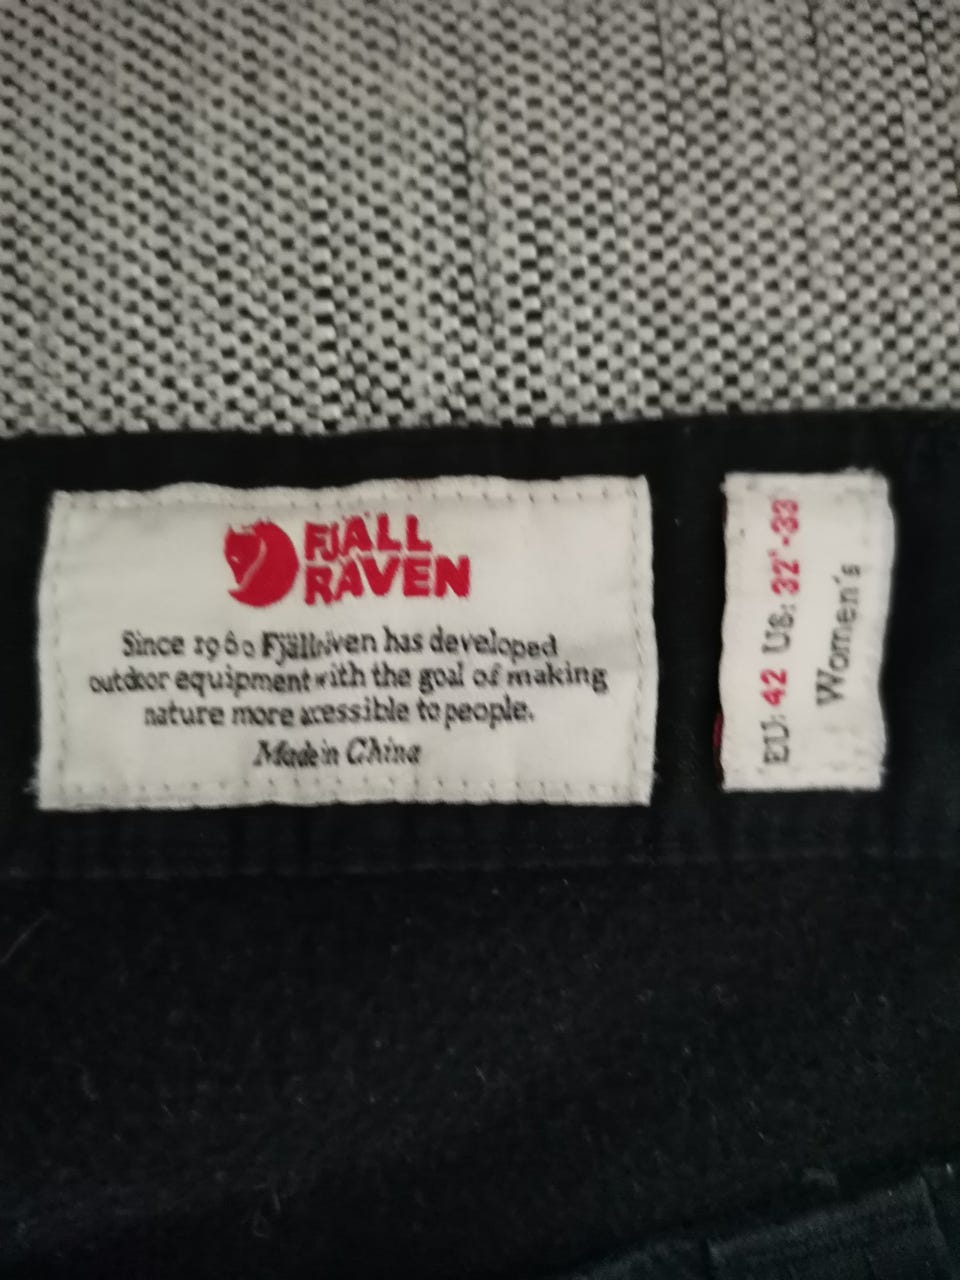 FJÄLL
RÄVEN
Since 1960 Fjällräven has developed
outdoor equipment with the goal of making
nature more acessible to people.
Made in China
EU: 42 US: 32"-33
Women's